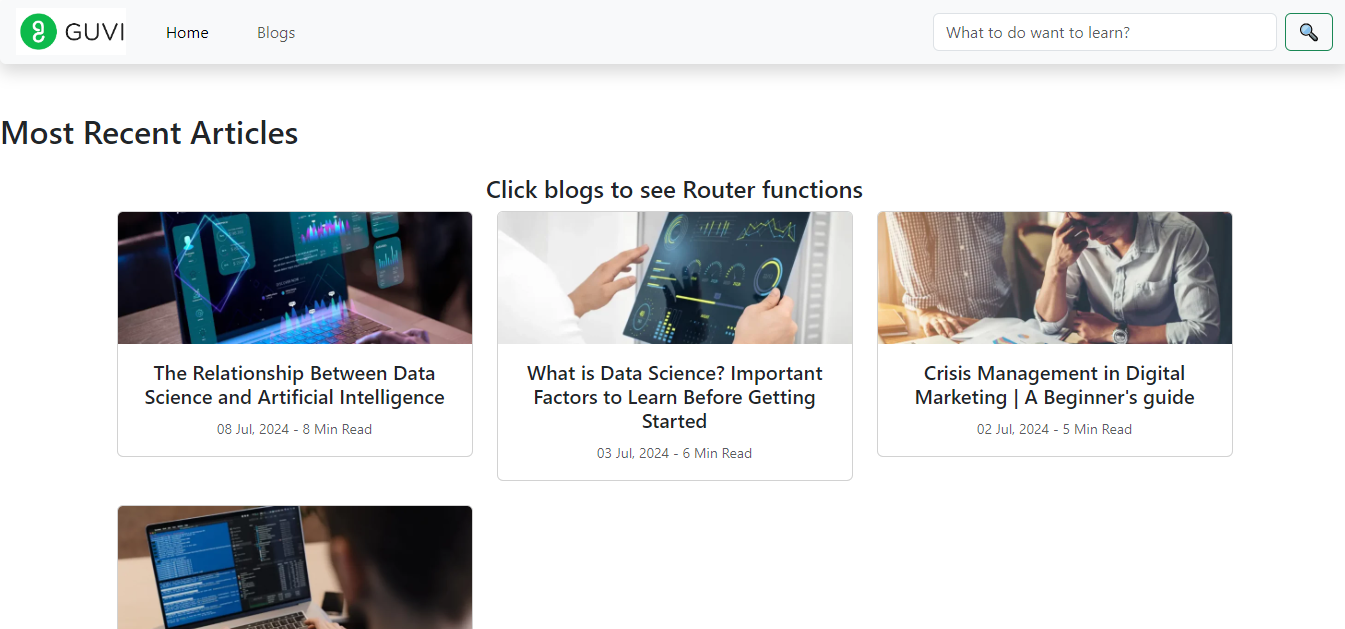 GUVI
Home
Blogs
What to do want to learn?
Most Recent Articles
Click blogs to see Router functions
The Relationship Between Data
Science and Artificial Intelligence
08 Jul, 2024 - 8 Min Read
What is Data Science? Important
Factors to Learn Before Getting
Started
03 Jul, 2024 - 6 Min Read
Crisis Management in Digital
Marketing | A Beginner's guide
02 Jul, 2024 - 5 Min Read